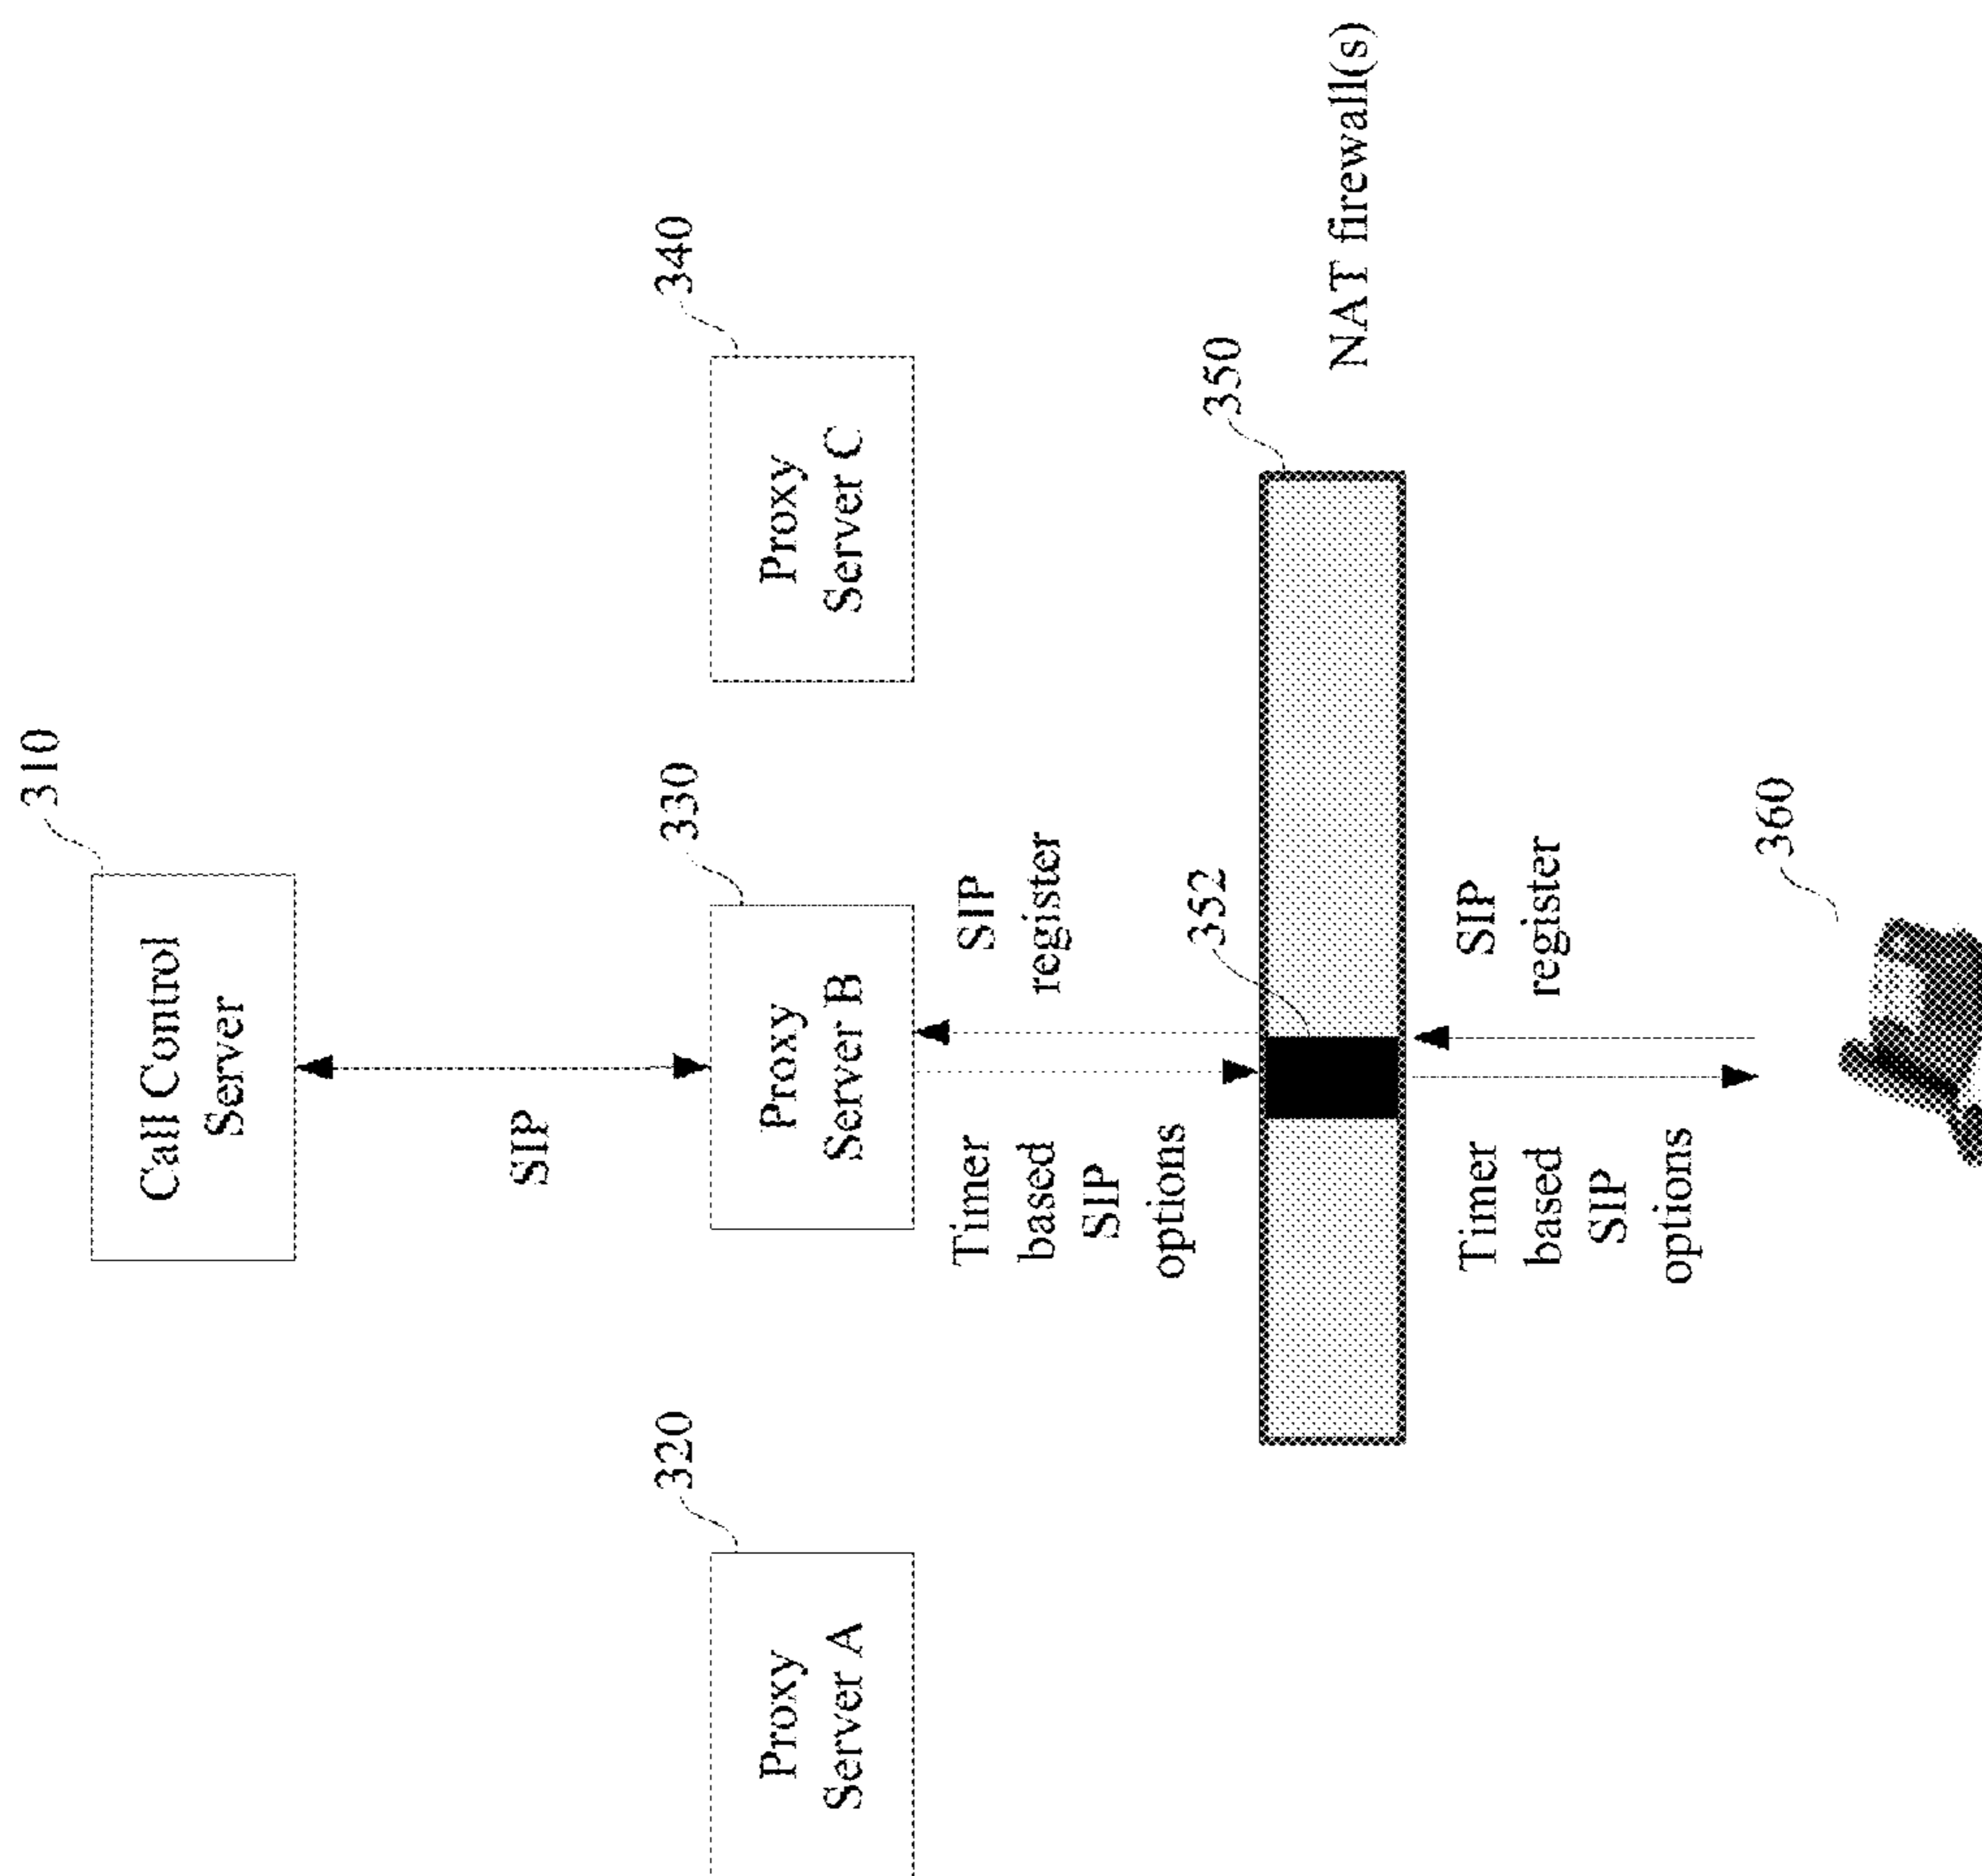 310
Call Control
Server
SIP
320
Proxy
Server A
330
Proxy
Server B
340
Proxy
Server C
Timer
based
SIP
options
SIP
register
352
350
NAT firewall(s)
Timer
based
SIP
options
SIP
register
360